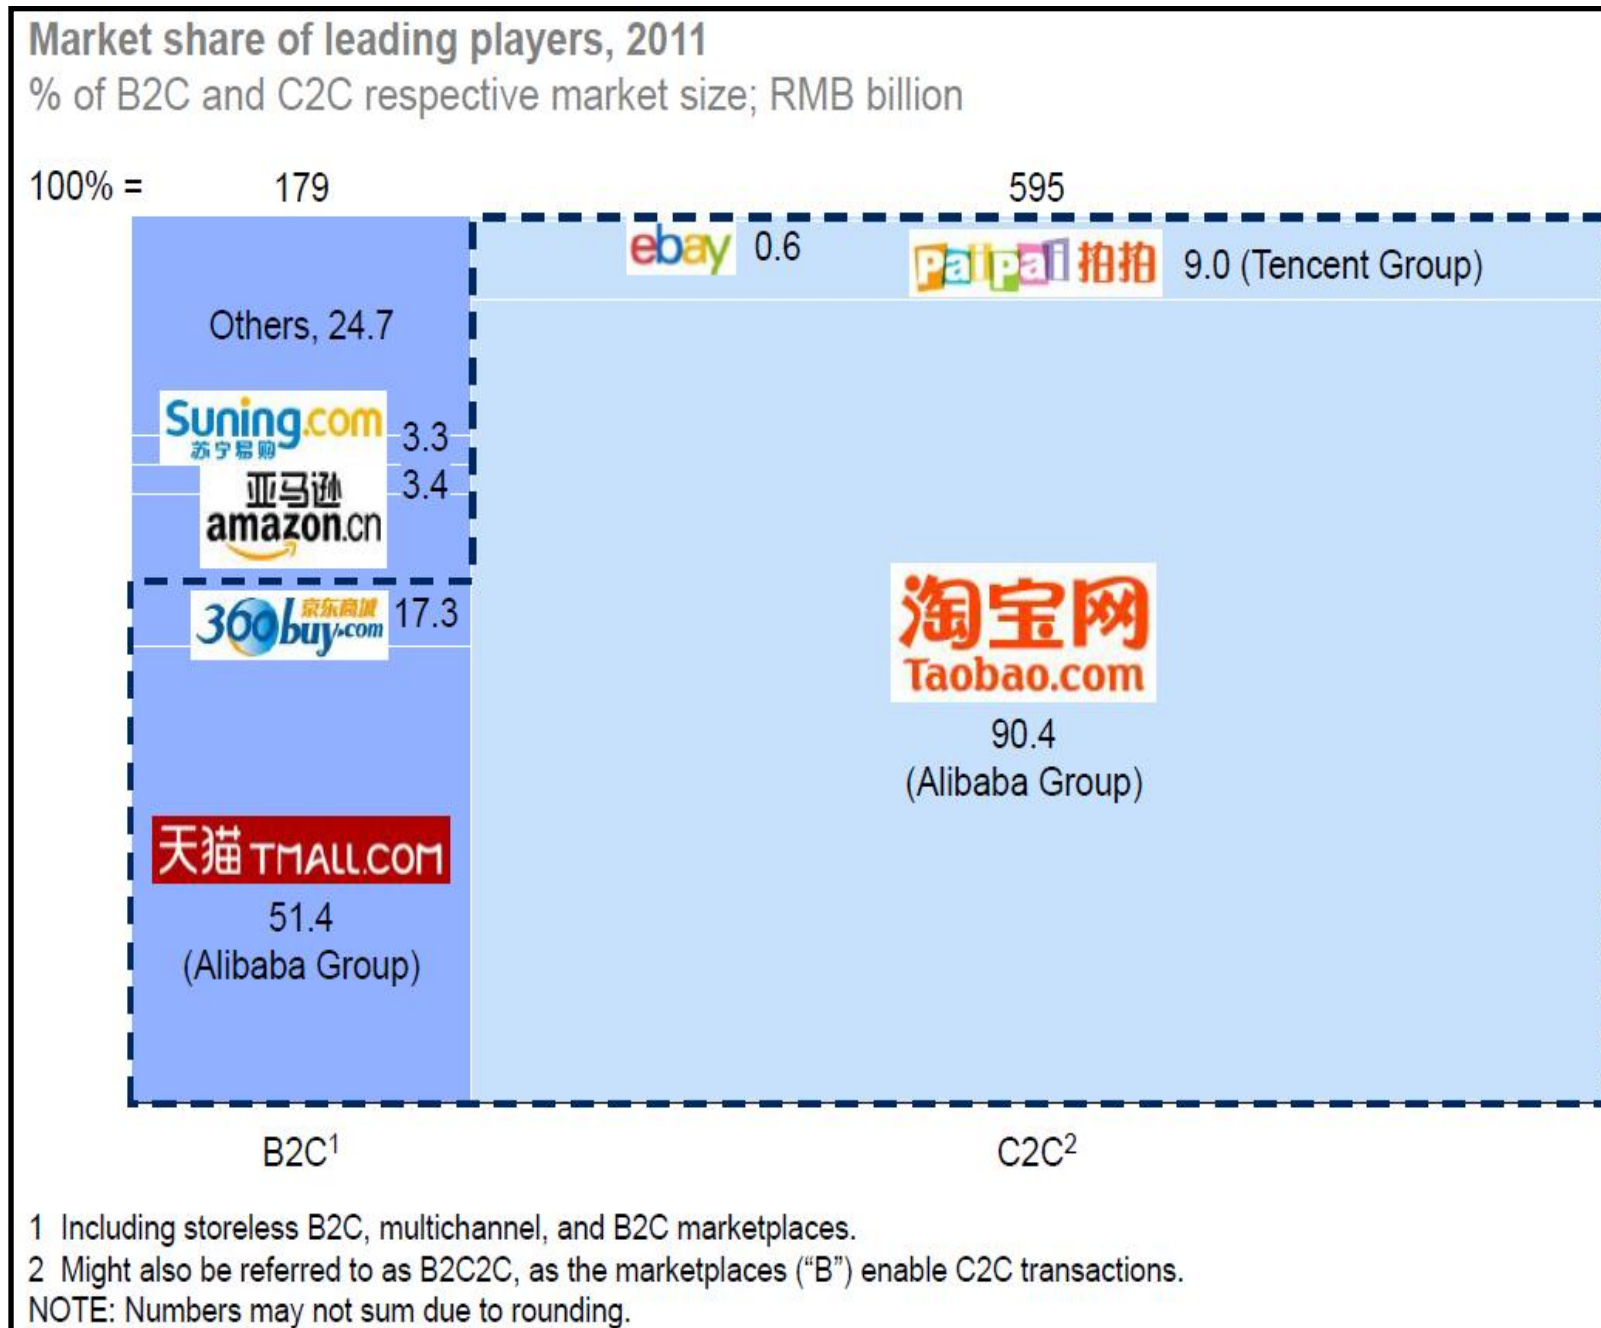 Market share of leading players, 2011
% of B2C and C2C respective market size; RMB billion
100% = 179 595
ebay 0.6
PaiPai 拍拍 9.0 (Tencent Group)
Others, 24.7
Suning.com
苏宁易购
3.3
亚马逊
amazon.cn
3.4
360buy.com 京东商城 17.3
淘宝网
Taobao.com
90.4
(Alibaba Group)
天猫 TMALL.COM
51.4
(Alibaba Group)
B2C¹ C2C²
1 Including storeless B2C, multichannel, and B2C marketplaces.
2 Might also be referred to as B2C2C, as the marketplaces (“B”) enable C2C transactions.
NOTE: Numbers may not sum due to rounding.